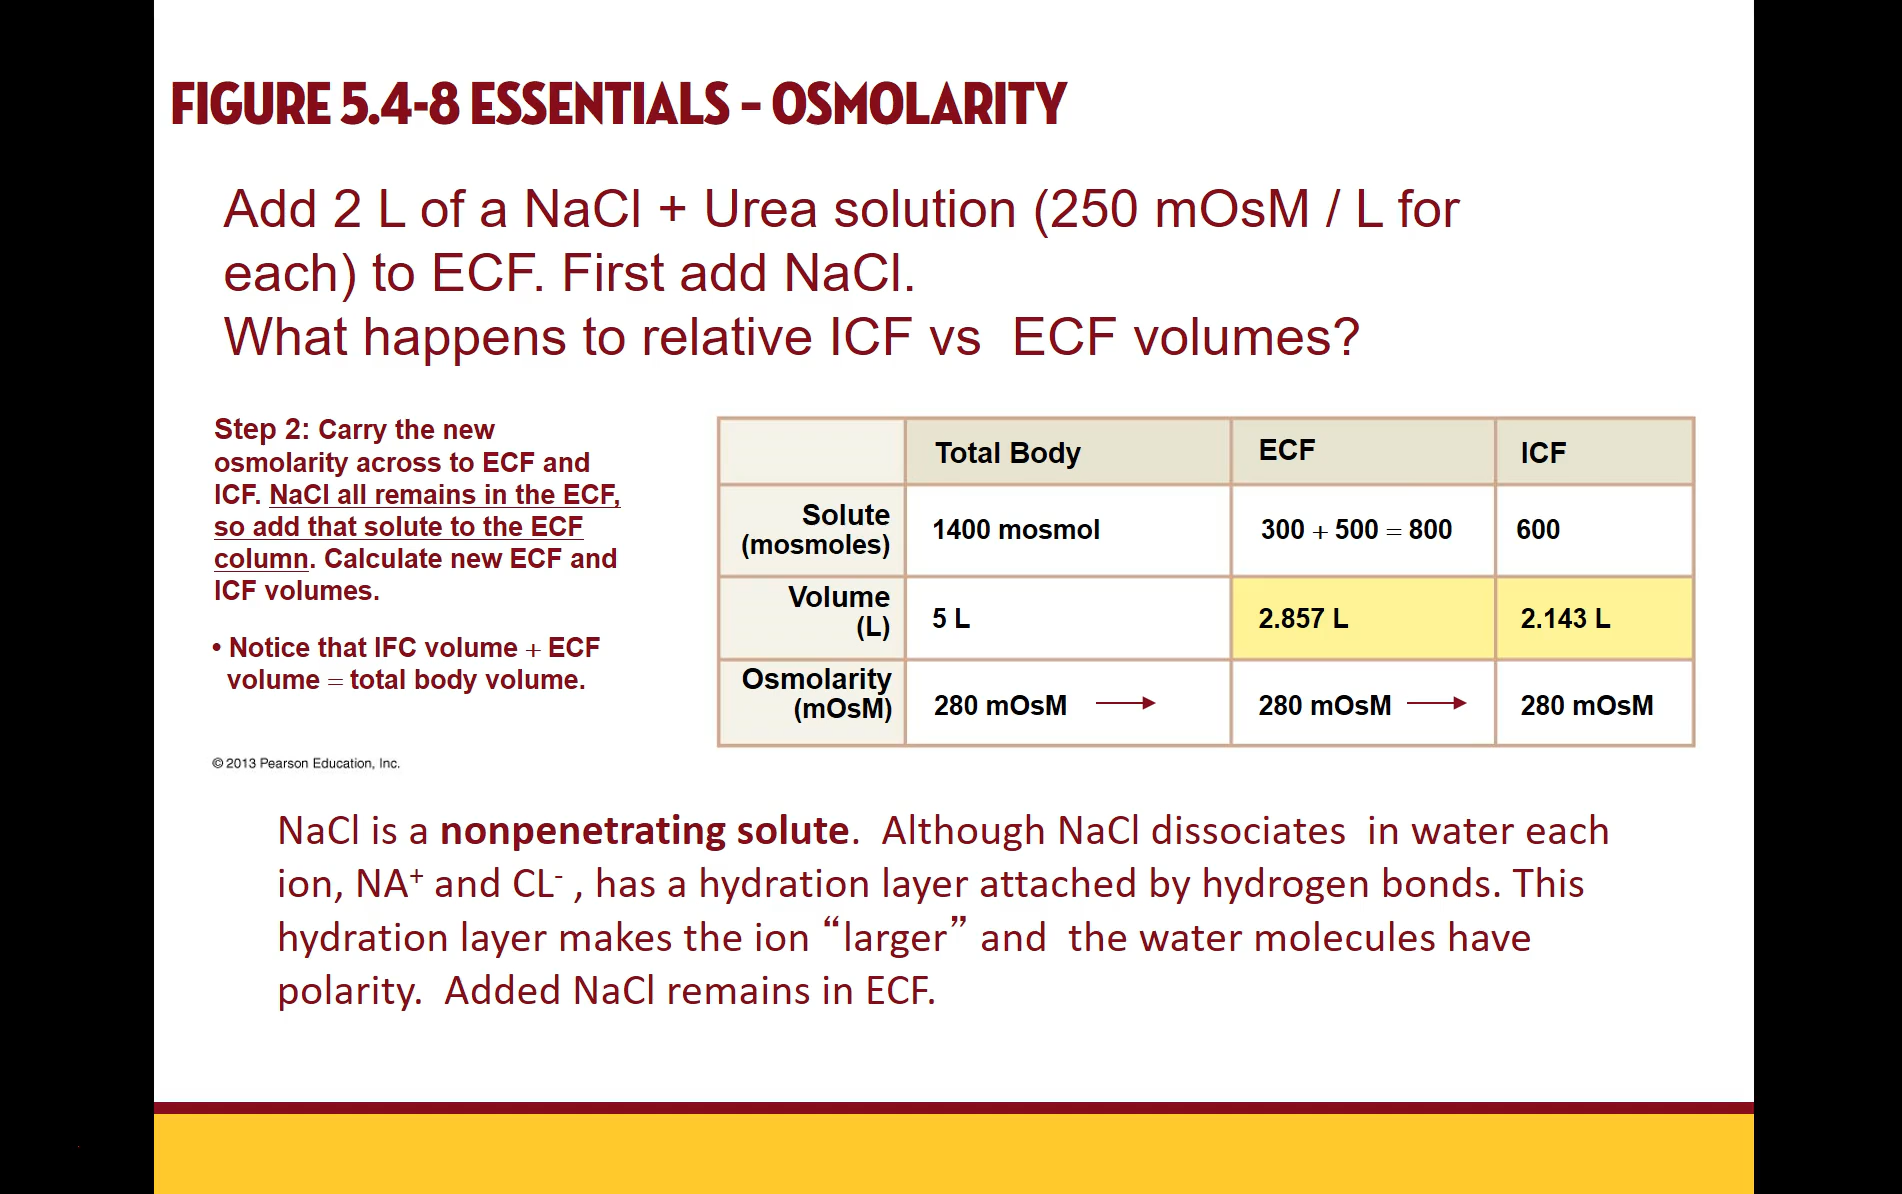 FIGURE 5.4-8 ESSENTIALS – OSMOLARITY
Add 2 L of a NaCl + Urea solution (250 mOsM / L for
each) to ECF. First add NaCl.
What happens to relative ICF vs  ECF volumes?
Step 2: Carry the new
osmolarity across to ECF and
ICF. NaCl all remains in the ECF,
so add that solute to the ECF
column. Calculate new ECF and
ICF volumes.
• Notice that IFC volume + ECF
volume = total body volume.
Total Body ECF ICF
Solute
(mosmoles) 1400 mosmol 300 + 500 = 800 600
Volume
(L) 5 L 2.857 L 2.143 L
Osmolarity
(mOsM) 280 mOsM 280 mOsM 280 mOsM
© 2013 Pearson Education, Inc.
NaCl is a nonpenetrating solute.  Although NaCl dissociates  in water each
ion, NA⁺ and CL⁻ , has a hydration layer attached by hydrogen bonds. This
hydration layer makes the ion “larger” and  the water molecules have
polarity.  Added NaCl remains in ECF.